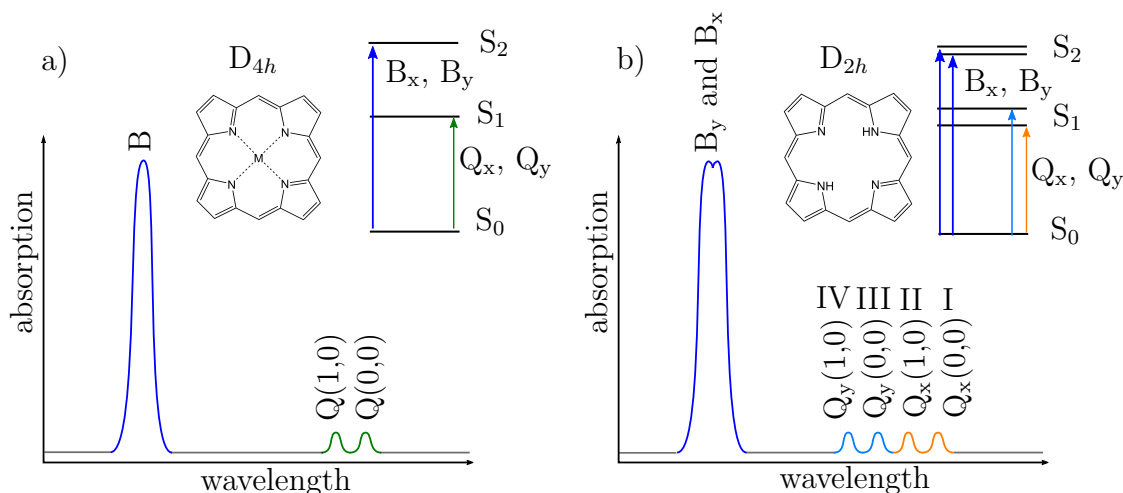 a)
D4h
S2
Bx, By
S1
Qx, Qy
S0
N
N
M
N
N
B
absorption
Q(1,0)
Q(0,0)
wavelength
b)
D2h
S2
Bx, By
S1
Qx, Qy
S0
N
HN
NH
N
By and Bx
absorption
IV III II I
Qy(1,0)
Qy(0,0)
Qx(1,0)
Qx(0,0)
wavelength